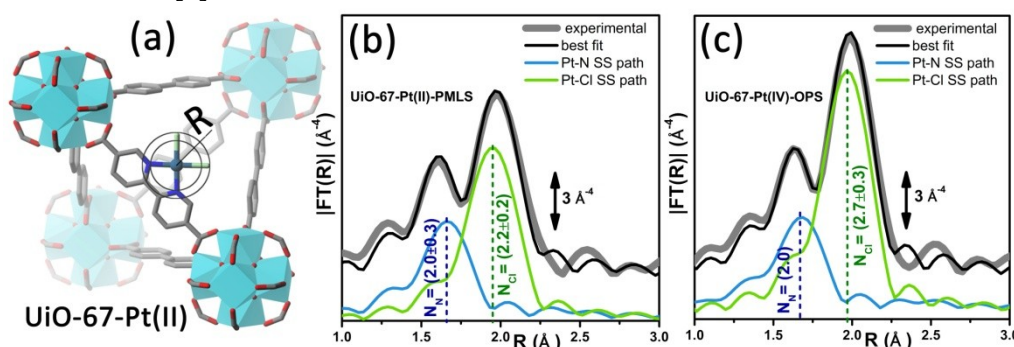 (a)
R
UiO-67-Pt(II)
(b)
experimental
best fit
Pt-N SS path
Pt-Cl SS path
UiO-67-Pt(II)-PMLS
|FT(R)| (Å⁻⁴)
3 Å⁻⁴
N_N = (2.0±0.3)
N_Cl = (2.2±0.2)
1.0 1.5 2.0 2.5 3.0
R (Å)
(c)
experimental
best fit
Pt-N SS path
Pt-Cl SS path
UiO-67-Pt(IV)-OPS
|FT(R)| (Å⁻⁴)
3 Å⁻⁴
N_N = (2.0)
N_Cl = (2.7±0.3)
1.0 1.5 2.0 2.5 3.0
R (Å)